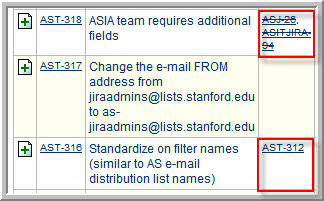 AST-318 ASIA team requires additional ASJ-26,
fields ASITJIRA-
94
AST-317 Change the e-mail FROM
address from
jiraadmins@lists.stanford.edu
to as-
jiraadmins@lists.stanford.edu
AST-316 Standardize on filter names AST-312
(similar to AS e-mail
distribution list names)